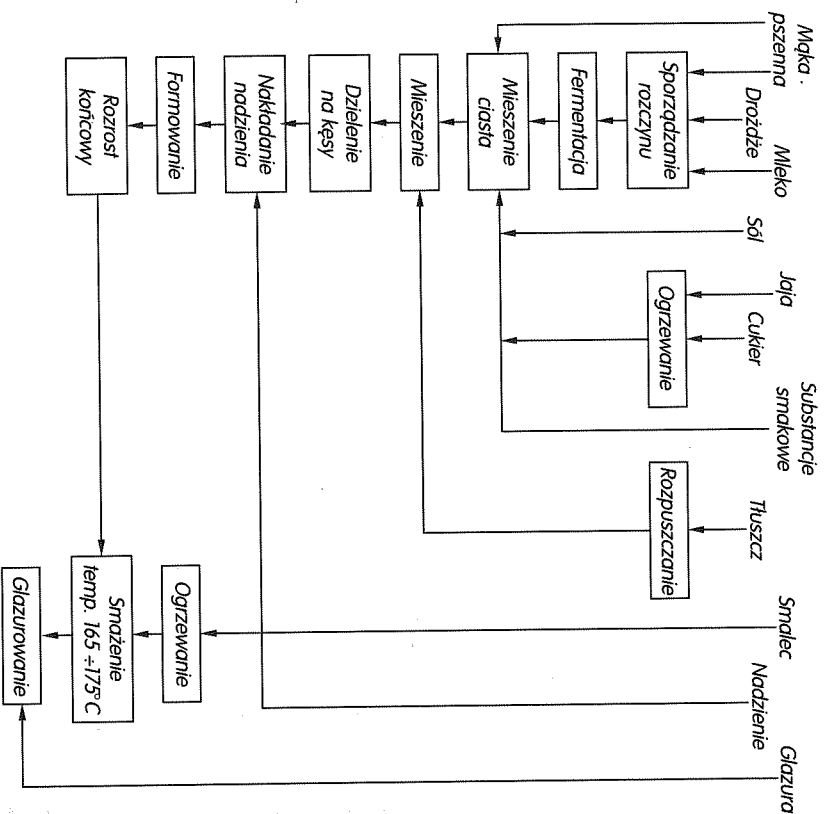 Mąka
pszenna
Drożdże
Mleko
Sól
Jaja
Cukier
Substancje
smakowe
Tłuszcz
Smalec
Nadzienie
Glazura
Sporządzanie
rozczynu
Ogrzewanie
Rozpuszczanie
Fermentacja
Mieszenie
ciasta
Mieszenie
Dzielenie
na kęsy
Nakładanie
nadzienia
Formowanie
Ogrzewanie
Rozrost
końcowy
Smażenie
temp. 165 ÷175°C
Glazurowanie